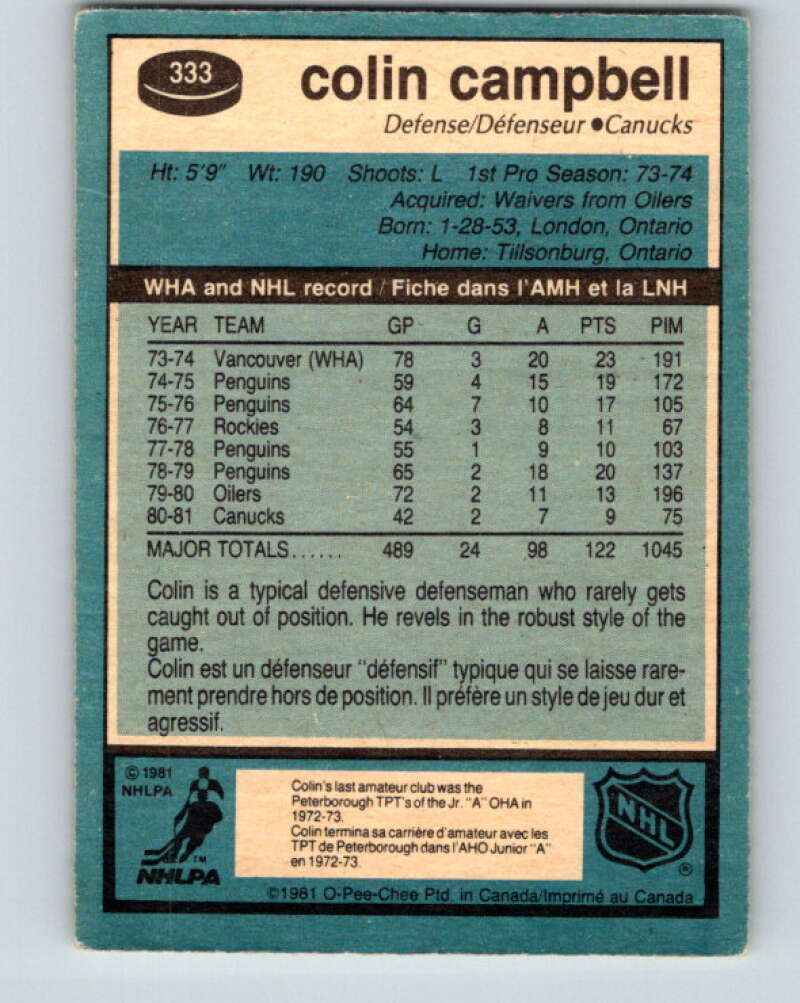 333
colin campbell
Defense/Défenseur ●Canucks
Ht: 5'9" Wt: 190 Shoots: L 1st Pro Season: 73-74
Acquired: Waivers from Oilers
Born: 1-28-53, London, Ontario
Home: Tillsonburg, Ontario
WHA and NHL record / Fiche dans l'AMH et la LNH
YEAR TEAM GP G A PTS PIM
73-74 Vancouver (WHA) 78 3 20 23 191
74-75 Penguins 59 4 15 19 172
75-76 Penguins 64 7 10 17 105
76-77 Rockies 54 3 8 11 67
77-78 Penguins 55 1 9 10 103
78-79 Penguins 65 2 18 20 137
79-80 Oilers 72 2 11 13 196
80-81 Canucks 42 2 7 9 75
MAJOR TOTALS...... 489 24 98 122 1045
Colin is a typical defensive defenseman who rarely gets
caught out of position. He revels in the robust style of the
game.
Colin est un défenseur "défensif" typique qui se laisse rare-
ment prendre hors de position. Il préfère un style de jeu dur et
agressif.
© 1981
NHLPA
TM
NHLPA
Colin's last amateur club was the
Peterborough TPT's of the Jr. "A" OHA in
1972-73.
Colin termina sa carrière d'amateur avec les
TPT de Peterborough dans l'AHO Junior "A"
en 1972-73.
NHL
®
©1981 O-Pee-Chee Ptd. in Canada/Imprimé au Canada